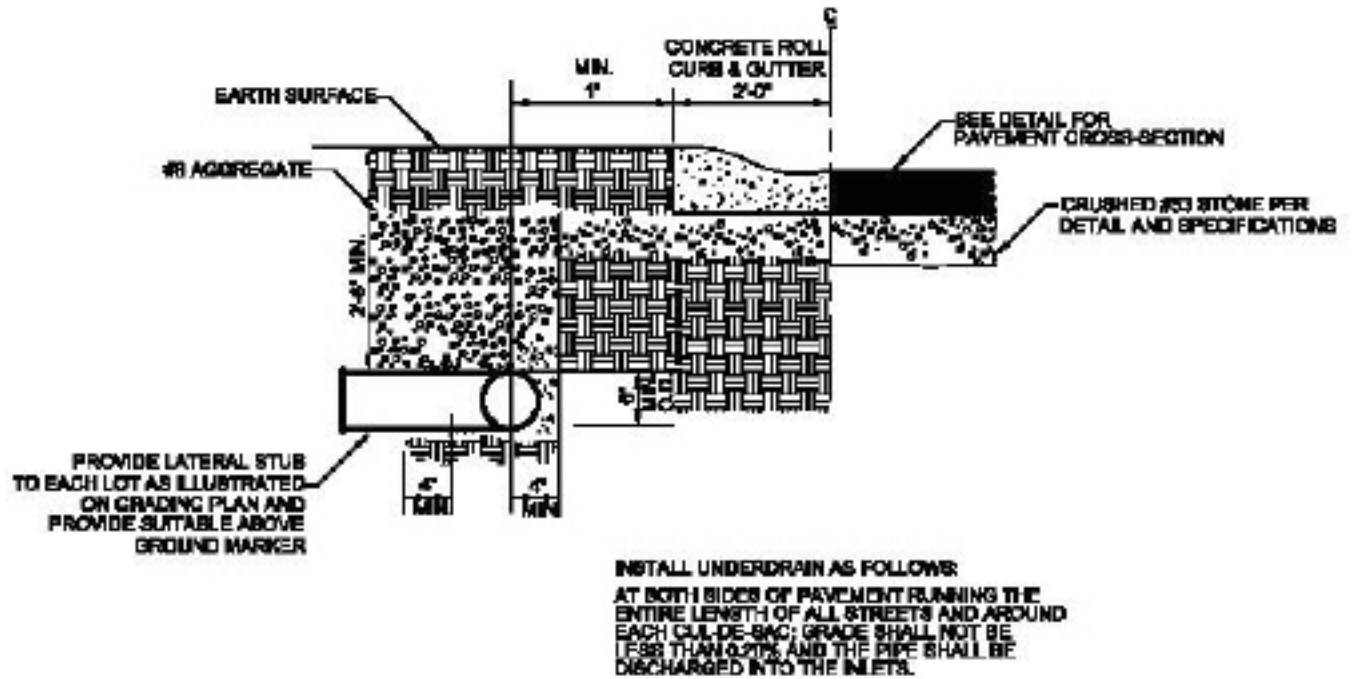 CONCRETE ROLL
CURB & GUTTER
2'-0"
MIN.
1"
EARTH SURFACE
SEE DETAIL FOR
PAVEMENT CROSS-SECTION
#8 AGGREGATE
CRUSHED #53 STONE PER
DETAIL AND SPECIFICATIONS
2'-6" MIN.
6"
PROVIDE LATERAL STUB
TO EACH LOT AS ILLUSTRATED
ON GRADING PLAN AND
PROVIDE SUITABLE ABOVE
GROUND MARKER
4"
MIN
4"
MIN
INSTALL UNDERDRAIN AS FOLLOWS:
AT BOTH SIDES OF PAVEMENT RUNNING THE
ENTIRE LENGTH OF ALL STREETS AND AROUND
EACH CUL-DE-SAC; GRADE SHALL NOT BE
LESS THAN 0.20% AND THE PIPE SHALL BE
DISCHARGED INTO THE INLETS.